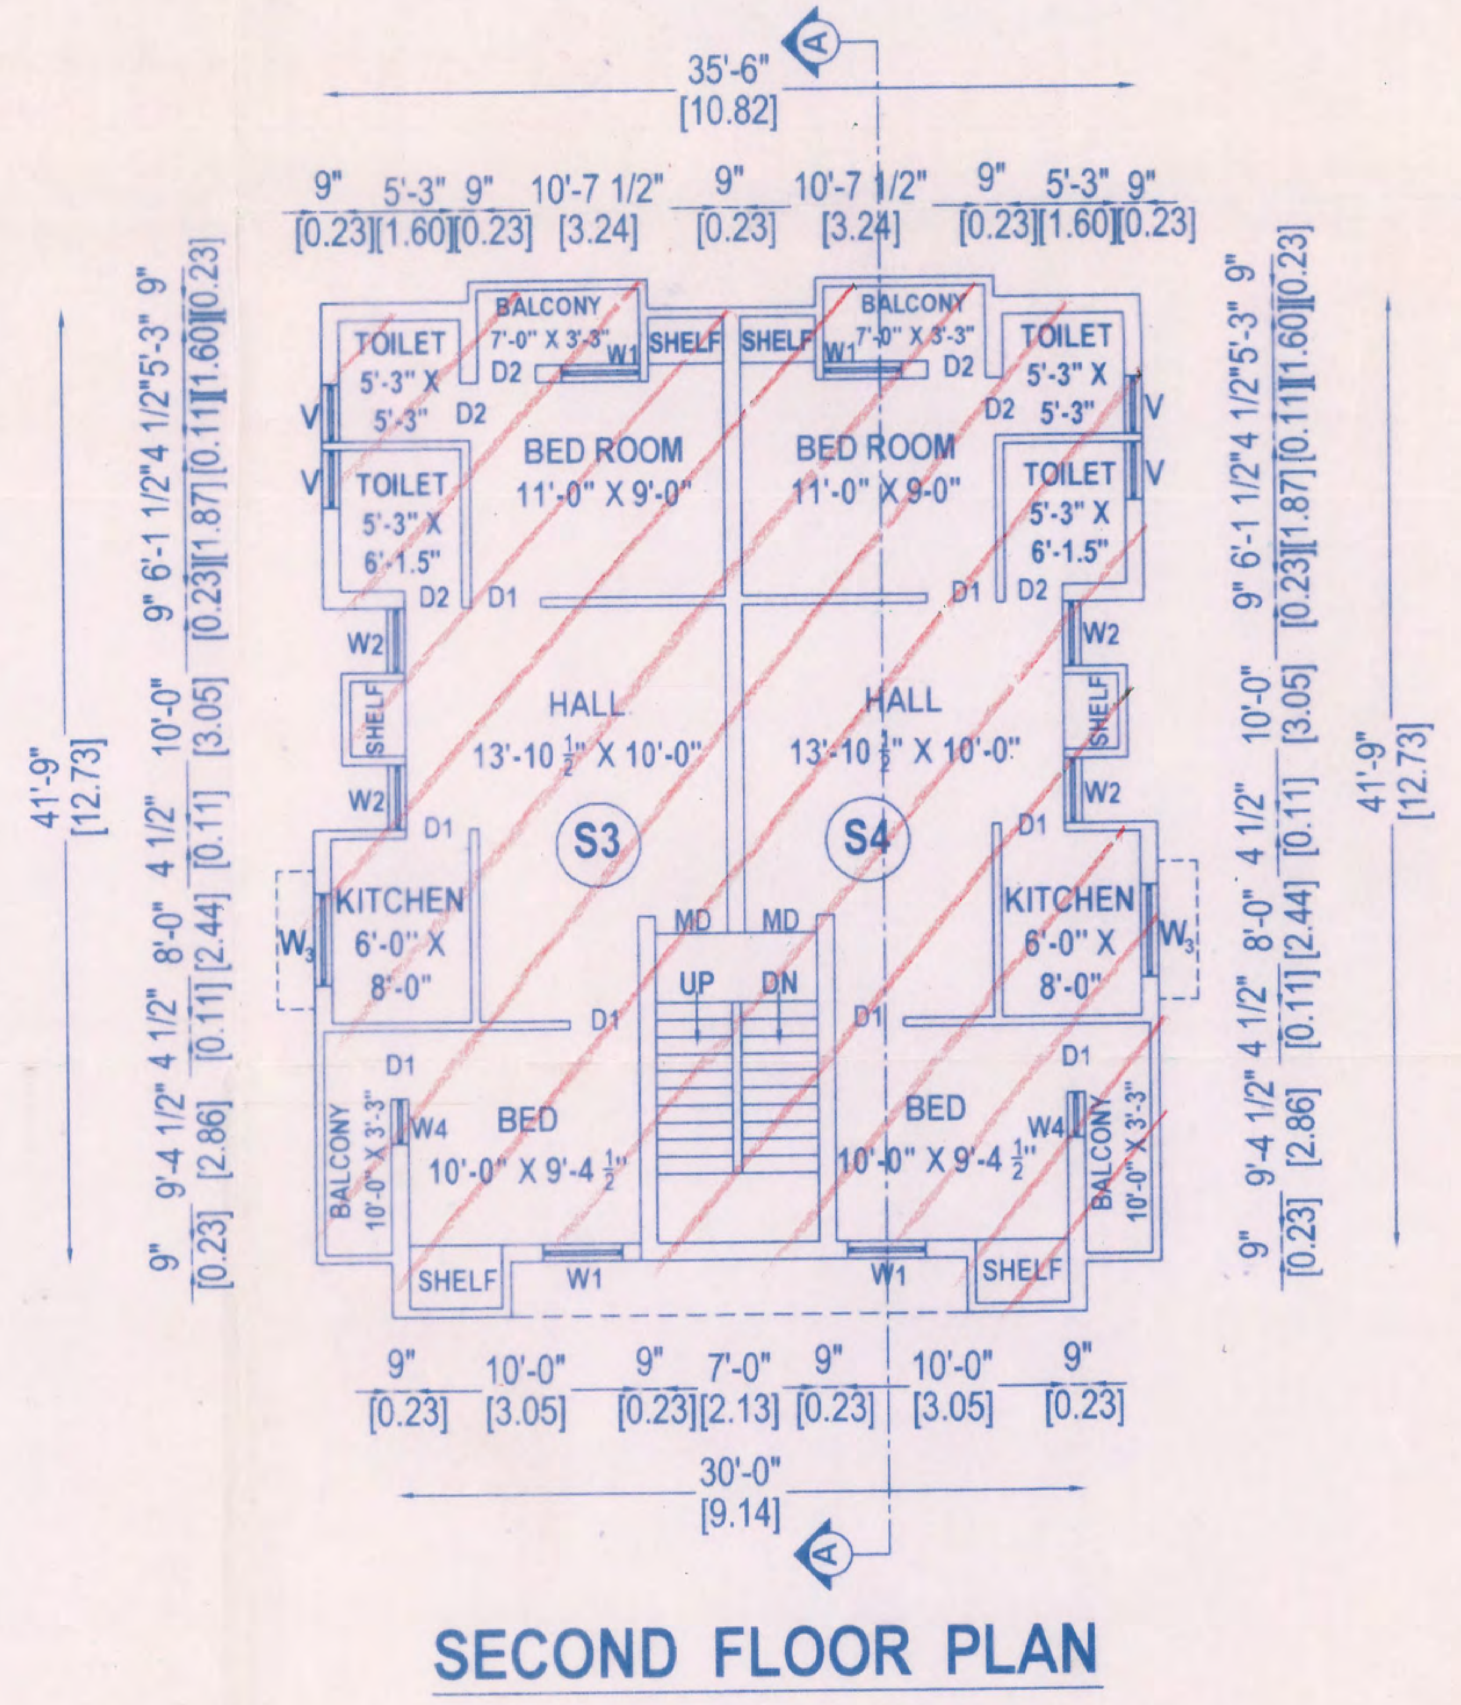 A
35'-6"
[10.82]
9" 5'-3" 9" 10'-7 1/2" 9" 10'-7 1/2" 9" 5'-3" 9"
[0.23][1.60][0.23] [3.24] [0.23] [3.24] [0.23][1.60][0.23]
41'-9"
[12.73]
9" 9'-4 1/2" 4 1/2" 8'-0" 4 1/2" 10'-0" 9" 6'-1 1/2" 4 1/2" 5'-3" 9"
[0.23] [2.86] [0.11] [2.44] [0.11] [3.05] [0.23][1.87][0.11][1.60][0.23]
BALCONY
7'-0" X 3'-3"
W1
D2
SHELF
SHELF
BALCONY
7'-0" X 3'-3"
W1
D2
TOILET
5'-3" X
5'-3"
V
D2
TOILET
5'-3" X
5'-3"
V
D2
BED ROOM
11'-0" X 9'-0"
BED ROOM
11'-0" X 9-0"
TOILET
5'-3" X
6'-1.5"
V
D2
D1
TOILET
5'-3" X
6'-1.5"
V
D1
D2
W2
SHELF
W2
HALL
13'-10 1/2" X 10'-0"
S3
HALL
13'-10 1/2" X 10'-0"
S4
W2
SHELF
W2
D1
D1
KITCHEN
6'-0" X
8'-0"
W3
KITCHEN
6'-0" X
8'-0"
W3
MD MD
UP DN
D1
D1
D1
D1
BALCONY
10'-0" X 3'-3"
W4
BED
10'-0" X 9'-4 1/2"
BED
10'-0" X 9'-4 1/2"
W4
BALCONY
10'-0" X 3'-3"
SHELF
W1
W1
SHELF
9" 9'-4 1/2" 4 1/2" 8'-0" 4 1/2" 10'-0" 9" 6'-1 1/2" 4 1/2" 5'-3" 9"
[0.23] [2.86] [0.11] [2.44] [0.11] [3.05] [0.23][1.87][0.11][1.60][0.23]
41'-9"
[12.73]
9" 10'-0" 9" 7'-0" 9" 10'-0" 9"
[0.23] [3.05] [0.23][2.13] [0.23] [3.05] [0.23]
30'-0"
[9.14]
A
SECOND FLOOR PLAN